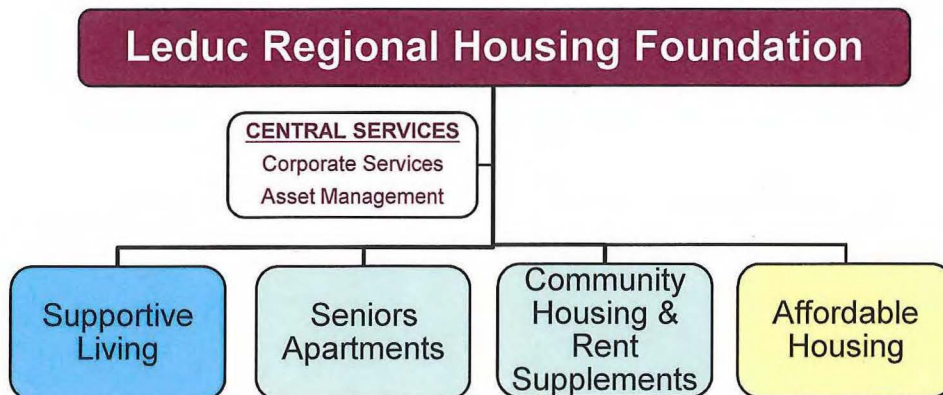 Leduc Regional Housing Foundation
CENTRAL SERVICES
Corporate Services
Asset Management
Supportive
Living
Seniors
Apartments
Community
Housing &
Rent
Supplements
Affordable
Housing